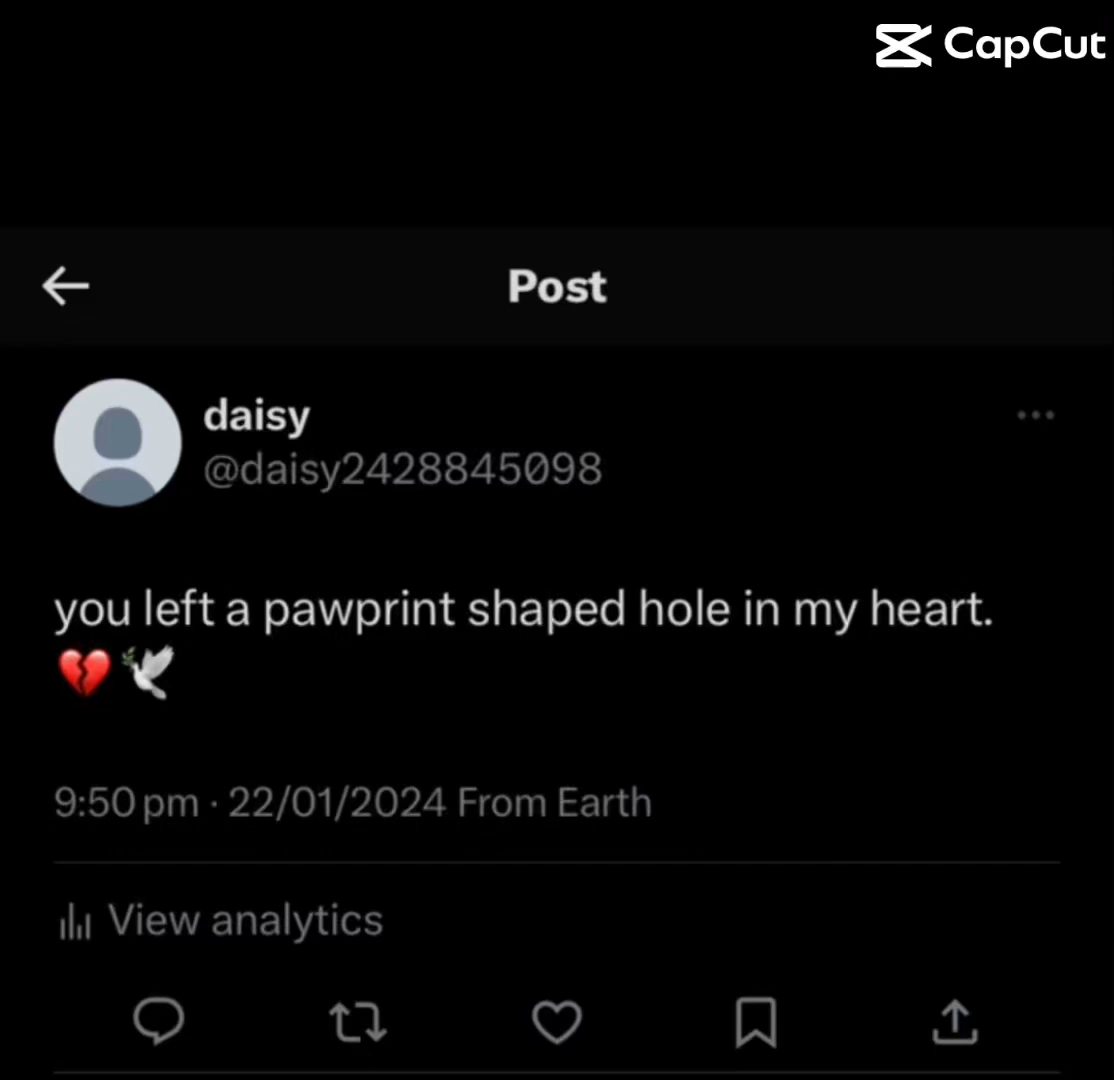 CapCut
Post
daisy
@daisy2428845098
you left a pawprint shaped hole in my heart.
💔🕊️
9:50 pm · 22/01/2024 From Earth
View analytics